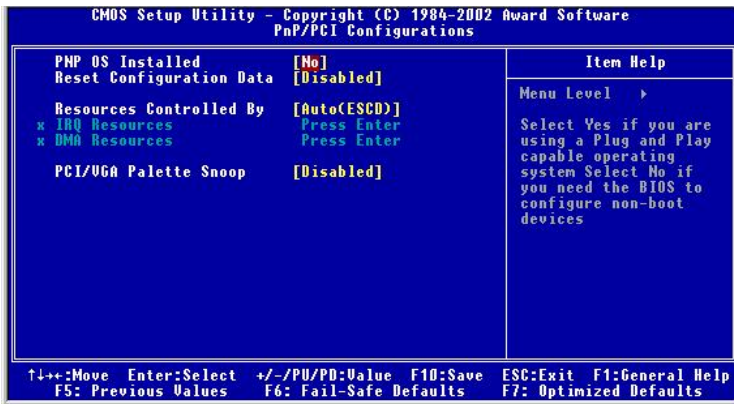 CMOS Setup Utility - Copyright (C) 1984-2002 Award Software
PnP/PCI Configurations
PNP OS Installed [No]
Reset Configuration Data [Disabled]
Resources Controlled By [Auto(ESCD)]
x IRQ Resources Press Enter
x DMA Resources Press Enter
PCI/VGA Palette Snoop [Disabled]
Item Help
Menu Level ▸
Select Yes if you are
using a Plug and Play
capable operating
system Select No if
you need the BIOS to
configure non-boot
devices
↑↓→←:Move Enter:Select +/-/PU/PD:Value F10:Save ESC:Exit F1:General Help
F5: Previous Values F6: Fail-Safe Defaults F7: Optimized Defaults